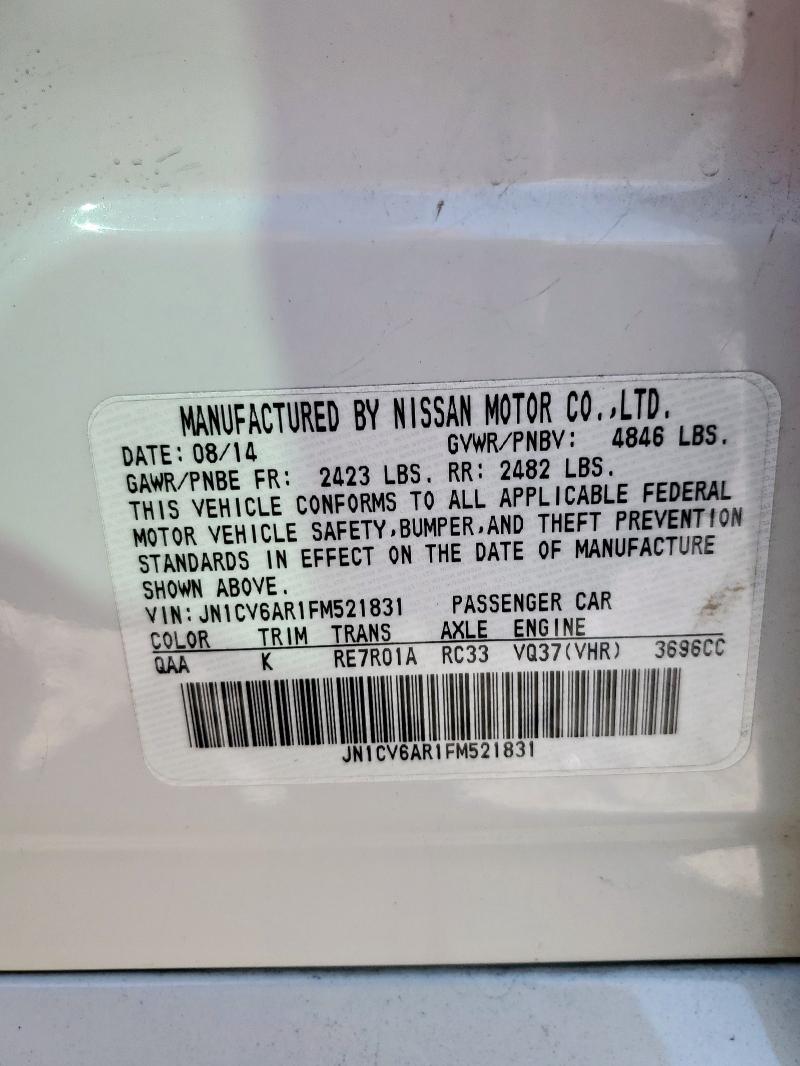 MANUFACTURED BY NISSAN MOTOR CO.,LTD.
DATE: 08/14 GVWR/PNBV: 4846 LBS.
GAWR/PNBE FR: 2423 LBS. RR: 2482 LBS.
THIS VEHICLE CONFORMS TO ALL APPLICABLE FEDERAL
MOTOR VEHICLE SAFETY,BUMPER,AND THEFT PREVENTION
STANDARDS IN EFFECT ON THE DATE OF MANUFACTURE
SHOWN ABOVE.
VIN: JN1CV6AR1FM521831 PASSENGER CAR
COLOR TRIM TRANS AXLE ENGINE
QAA K RE7R01A RC33 VQ37(VHR) 3696CC
JN1CV6AR1FM521831